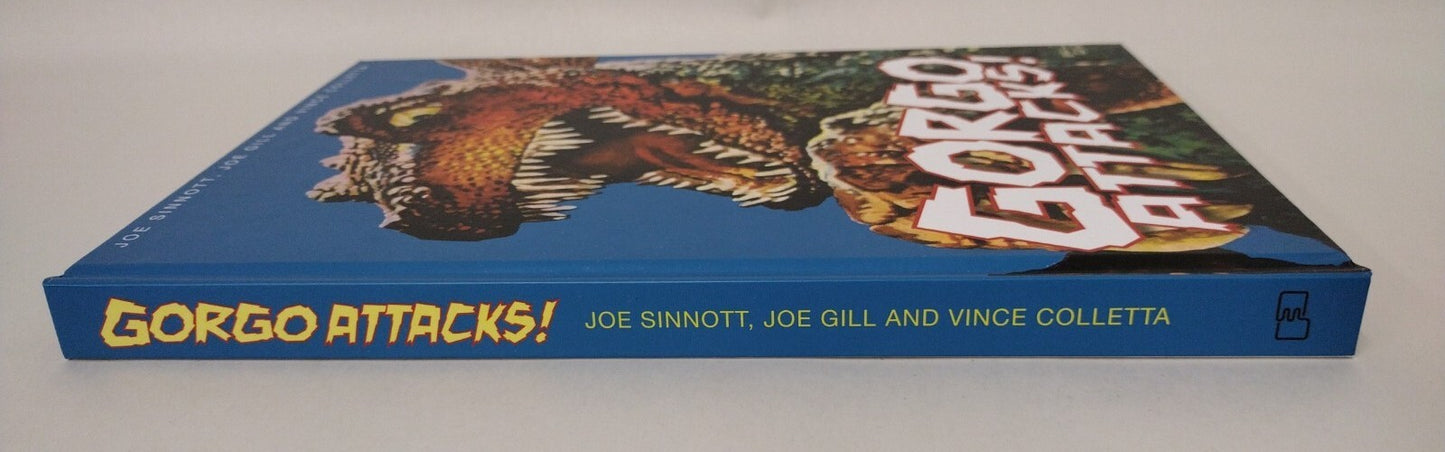 JOE SINNOTT, JOE GILL AND VINCE COLLETTA
GORGO
ATTACKS!
GORGO ATTACKS! JOE SINNOTT, JOE GILL AND VINCE COLLETTA